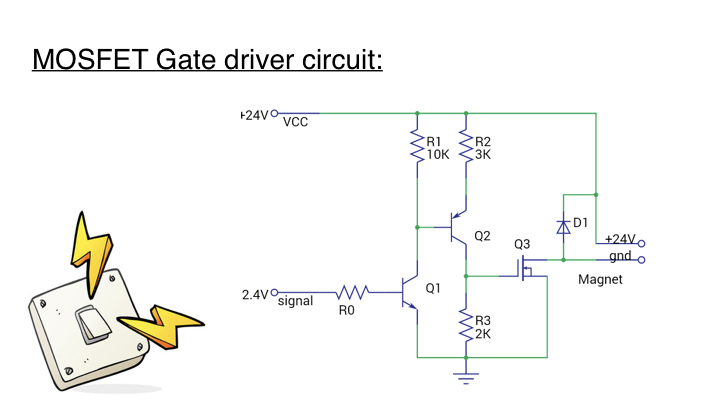 MOSFET Gate driver circuit:
+24V
VCC
R1
10K
R2
3K
D1
Q2
Q3
+24V
gnd
Magnet
2.4V
signal
R0
Q1
R3
2K